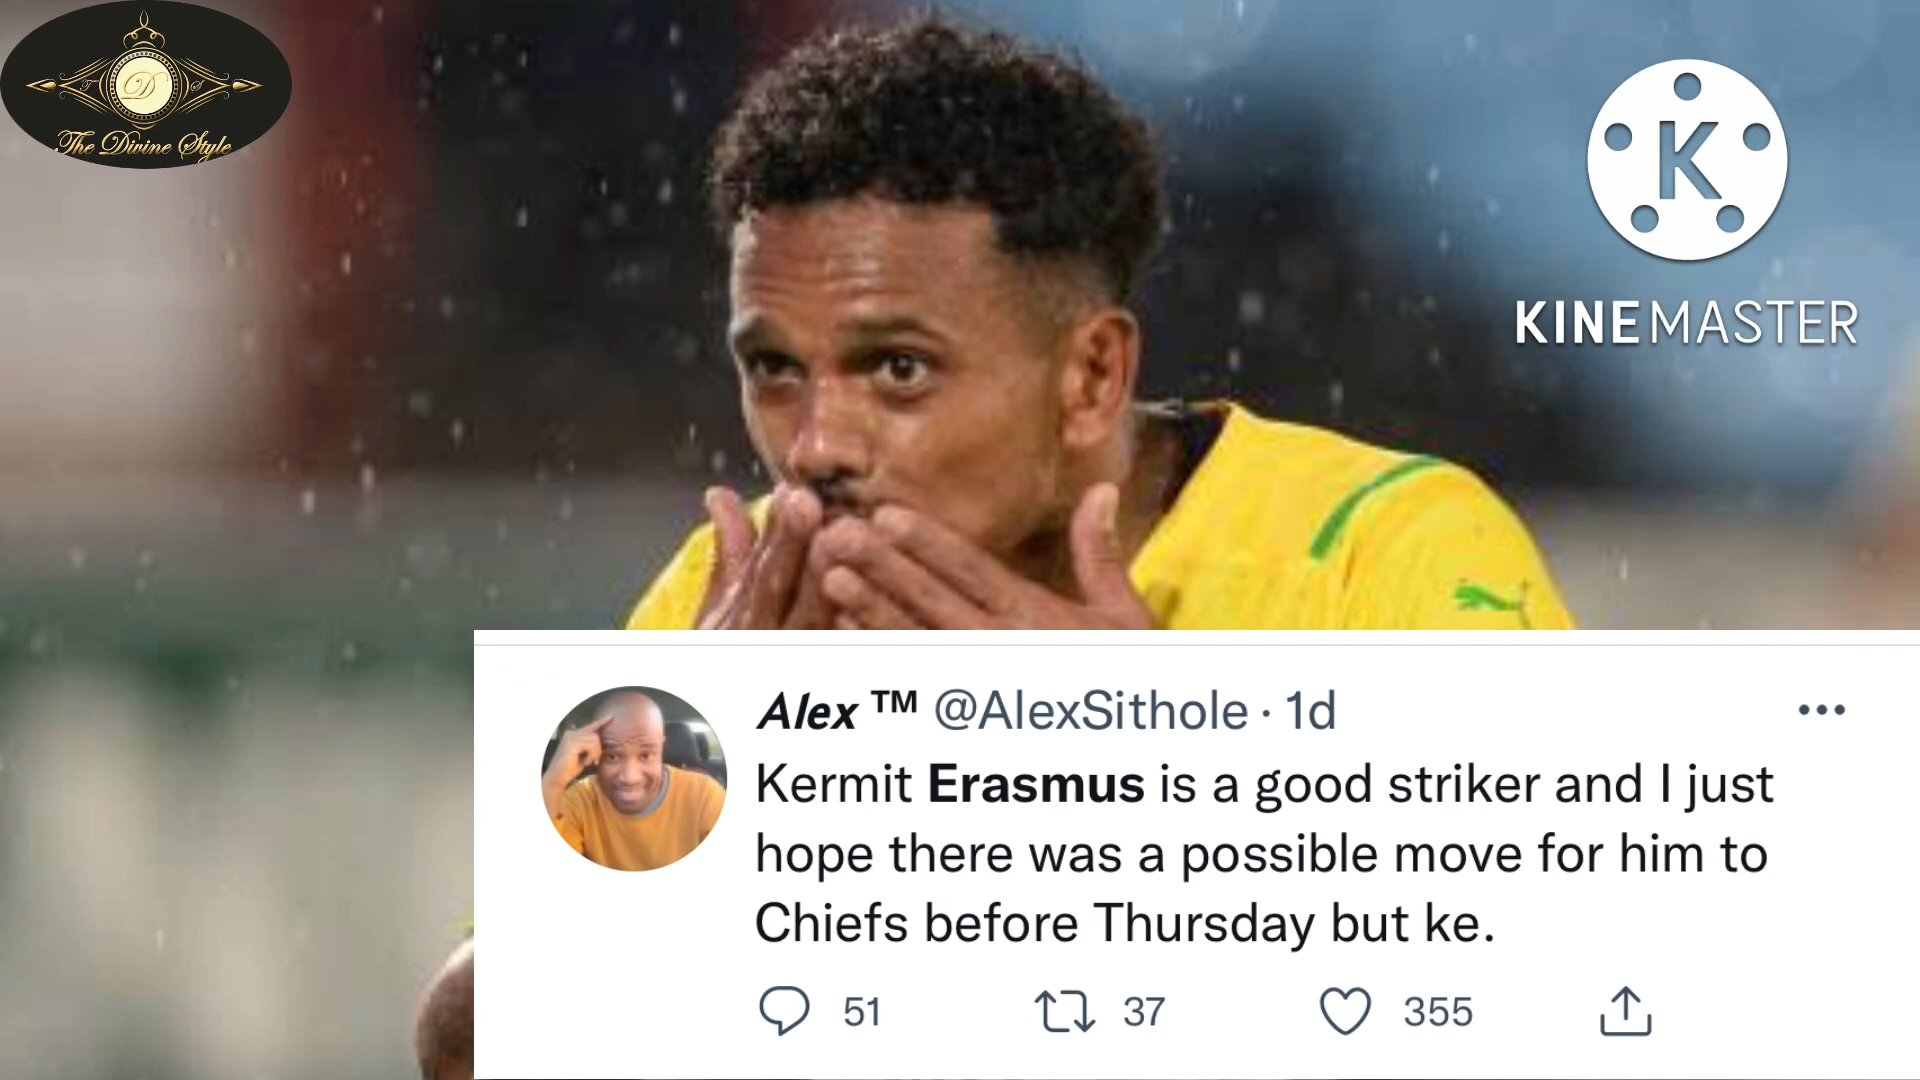 T D S
The Divine Style
K
KINEMASTER
Alex ™ @AlexSithole · 1d
Kermit Erasmus is a good striker and I just
hope there was a possible move for him to
Chiefs before Thursday but ke.
51 37 355